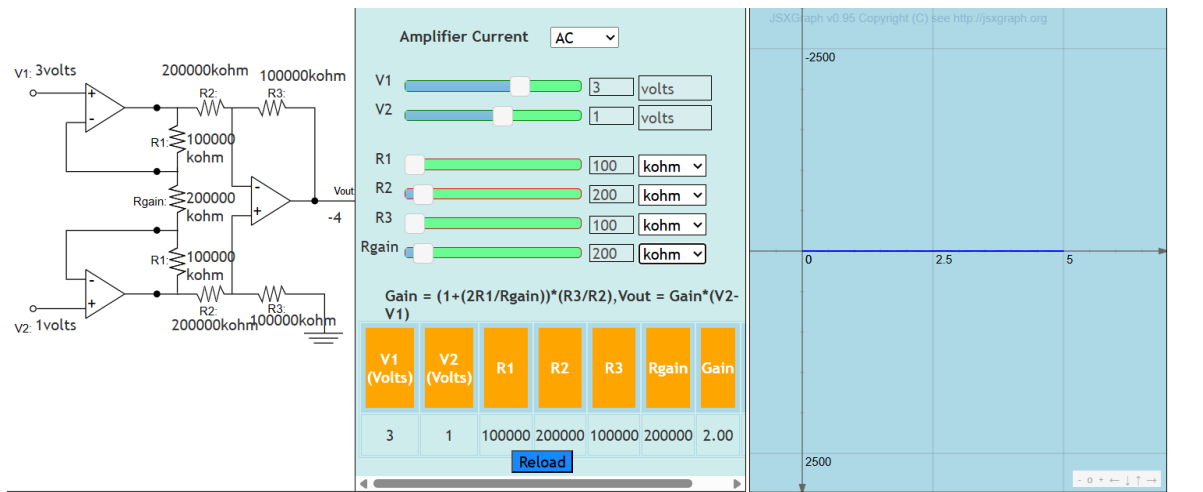 V1: 3volts
200000kohm
R2:
100000kohm
R3:
+
-
R1: 100000
kohm
Rgain: 200000
kohm
-
+
Vout
-4
R1: 100000
kohm
-
+
V2: 1volts
R2:
200000kohm
R3:
100000kohm
Amplifier Current AC
V1 3 volts
V2 1 volts
R1 100 kohm
R2 200 kohm
R3 100 kohm
Rgain 200 kohm
Gain = (1+(2R1/Rgain))*(R3/R2),Vout = Gain*(V2-
V1)
V1 (Volts) V2 (Volts) R1 R2 R3 Rgain Gain
3 1 100000 200000 100000 200000 2.00
Reload
JSXGraph v0.95 Copyright (C) see http://jsxgraph.org
-2500
0 2.5 5
2500
- o + ← ↓ ↑ →